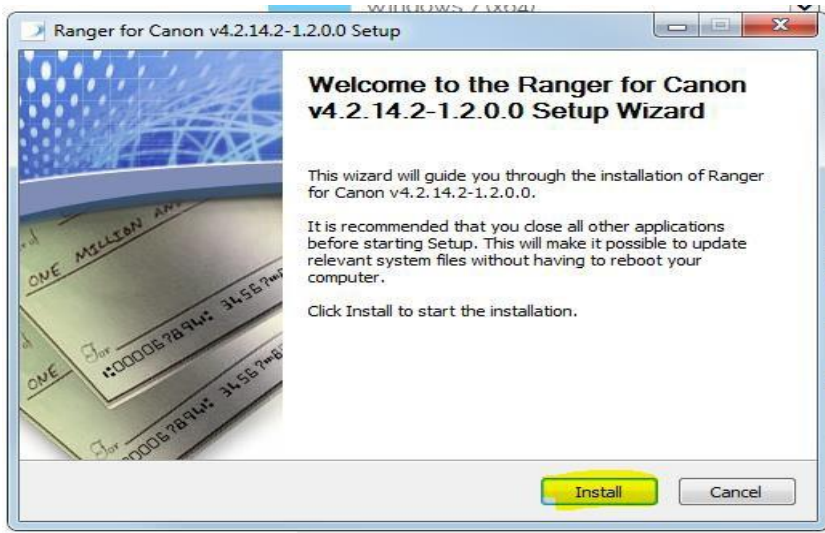 Windows 7 (x64)
Ranger for Canon v4.2.14.2-1.2.0.0 Setup
Welcome to the Ranger for Canon
v4.2.14.2-1.2.0.0 Setup Wizard
This wizard will guide you through the installation of Ranger
for Canon v4.2.14.2-1.2.0.0.
It is recommended that you close all other applications
before starting Setup. This will make it possible to update
relevant system files without having to reboot your
computer.
Click Install to start the installation.
ONE MILLION AN
For
ONE
For
Install
Cancel